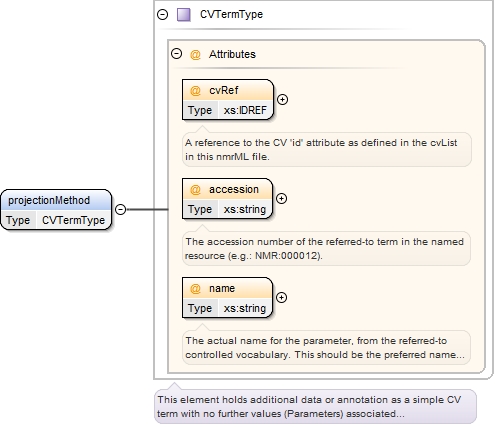 CVTermType
@ Attributes
@ cvRef
Type xs:IDREF
A reference to the CV 'id' attribute as defined in the cvList
in this nmrML file.
@ accession
Type xs:string
The accession number of the referred-to term in the named
resource (e.g.: NMR:000012).
projectionMethod
Type CVTermType
@ name
Type xs:string
The actual name for the parameter, from the referred-to
controlled vocabulary. This should be the preferred name...
This element holds additional data or annotation as a simple CV
term with no further values (Parameters) associated...